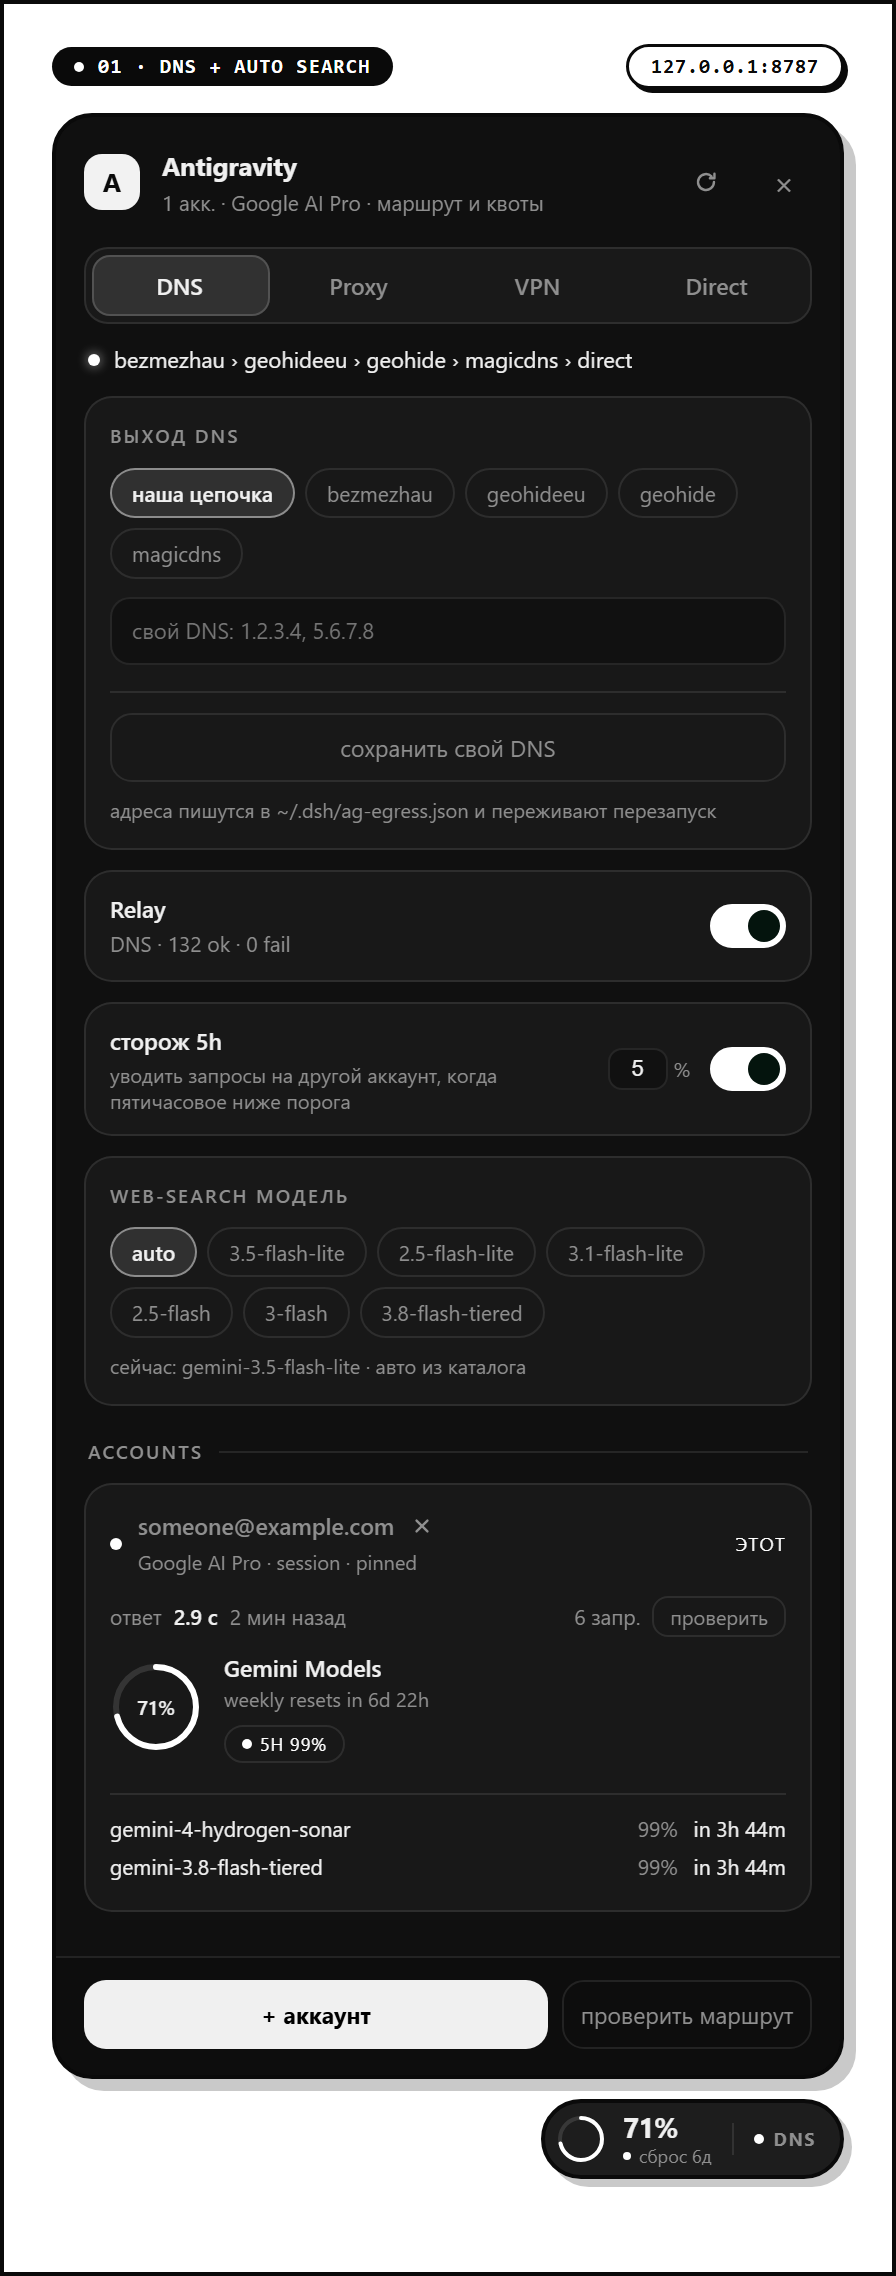 01 · DNS + AUTO SEARCH
127.0.0.1:8787
A
Antigravity
1 акк. · Google AI Pro · маршрут и квоты
DNS
Proxy
VPN
Direct
bezmezhau › geohideeu › geohide › magicdns › direct
ВЫХОД DNS
наша цепочка
bezmezhau
geohideeu
geohide
magicdns
свой DNS: 1.2.3.4, 5.6.7.8
сохранить свой DNS
адреса пишутся в ~/.dsh/ag-egress.json и переживают перезапуск
Relay
DNS · 132 ok · 0 fail
сторож 5h
уводить запросы на другой аккаунт, когда
пятичасовое ниже порога
5 %
WEB-SEARCH МОДЕЛЬ
auto
3.5-flash-lite
2.5-flash-lite
3.1-flash-lite
2.5-flash
3-flash
3.8-flash-tiered
сейчас: gemini-3.5-flash-lite · авто из каталога
ACCOUNTS
someone@example.com ✕
Google AI Pro · session · pinned
ЭТОТ
ответ 2.9 с 2 мин назад
6 запр.
проверить
71%
Gemini Models
weekly resets in 6d 22h
5H 99%
gemini-4-hydrogen-sonar 99% in 3h 44m
gemini-3.8-flash-tiered 99% in 3h 44m
+ аккаунт
проверить маршрут
71%
сброс 6д
DNS